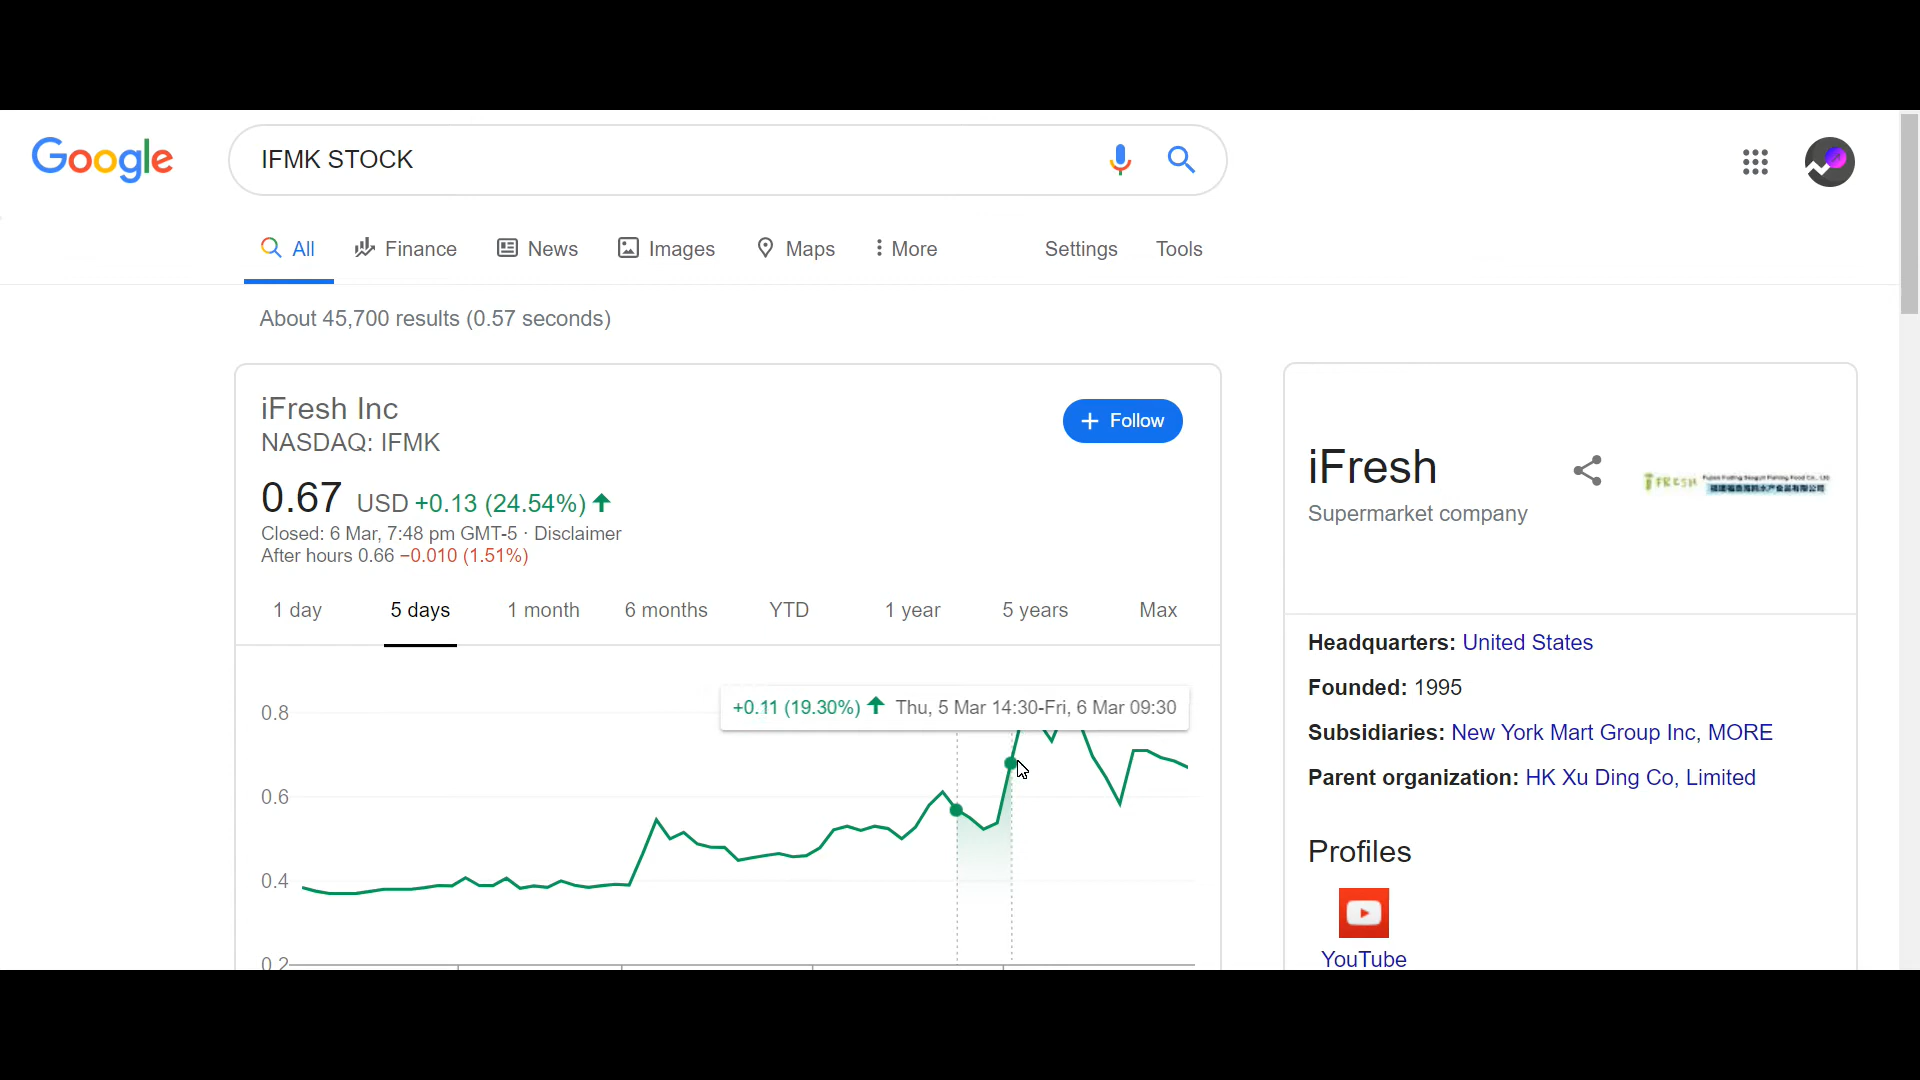 Google
IFMK STOCK
All
Finance
News
Images
Maps
More
Settings
Tools
About 45,700 results (0.57 seconds)
iFresh Inc
NASDAQ: IFMK
Follow
0.67 USD +0.13 (24.54%)
Closed: 6 Mar, 7:48 pm GMT-5 · Disclaimer
After hours 0.66 −0.010 (1.51%)
1 day
5 days
1 month
6 months
YTD
1 year
5 years
Max
+0.11 (19.30%) Thu, 5 Mar 14:30-Fri, 6 Mar 09:30
0.8
0.6
0.4
0.2
iFresh
Supermarket company
iFRESH
Headquarters: United States
Founded: 1995
Subsidiaries: New York Mart Group Inc, MORE
Parent organization: HK Xu Ding Co, Limited
Profiles
YouTube